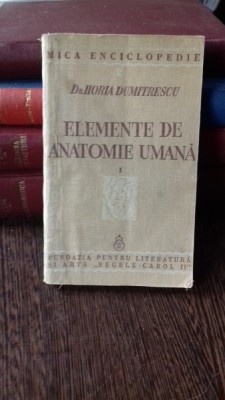 MICA ENCICLOPEDIE
Dr. HORIA DUMITRESCU
ELEMENTE DE
ANATOMIE UMANĂ
I
FUNDAȚIA PENTRU LITERATURĂ
ȘI ARTĂ „REGELE CAROL II"